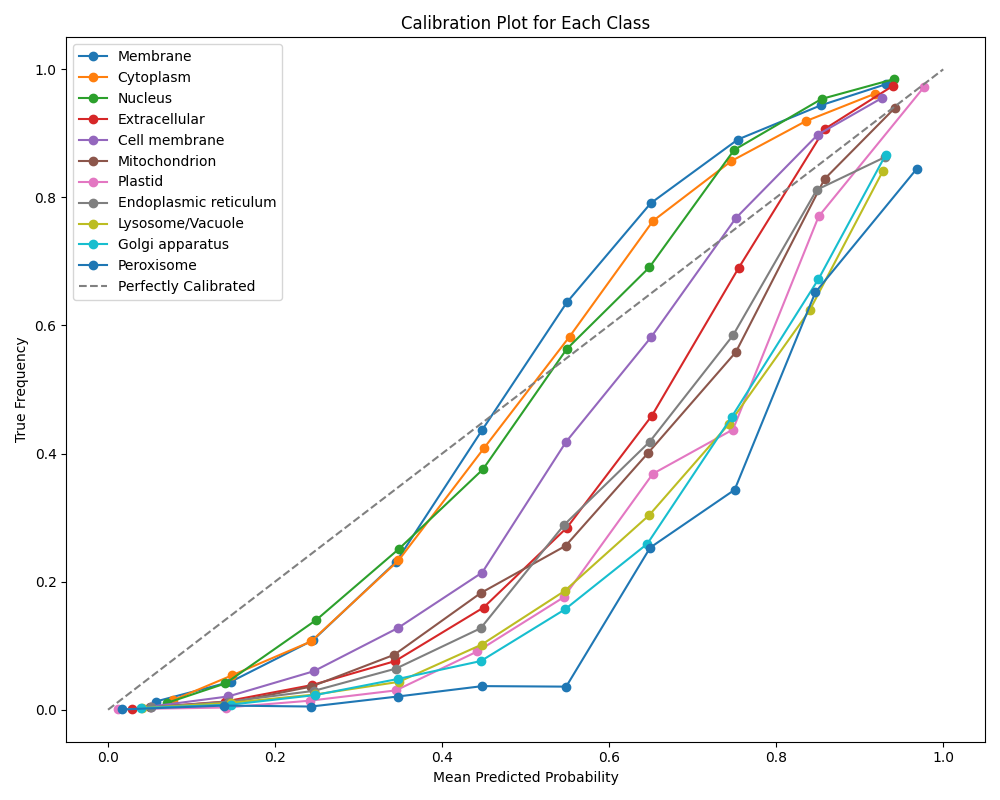 Calibration Plot for Each Class
Membrane
Cytoplasm
Nucleus
Extracellular
Cell membrane
Mitochondrion
Plastid
Endoplasmic reticulum
Lysosome/Vacuole
Golgi apparatus
Peroxisome
Perfectly Calibrated
True Frequency
1.0
0.8
0.6
0.4
0.2
0.0
0.0 0.2 0.4 0.6 0.8 1.0
Mean Predicted Probability